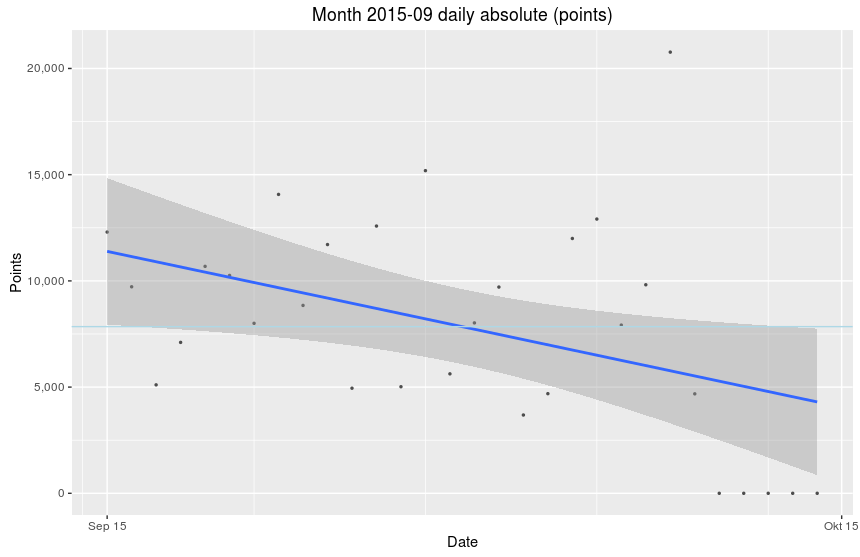 Month 2015-09 daily absolute (points)
20,000
15,000
10,000
5,000
0
Points
Sep 15
Okt 15
Date